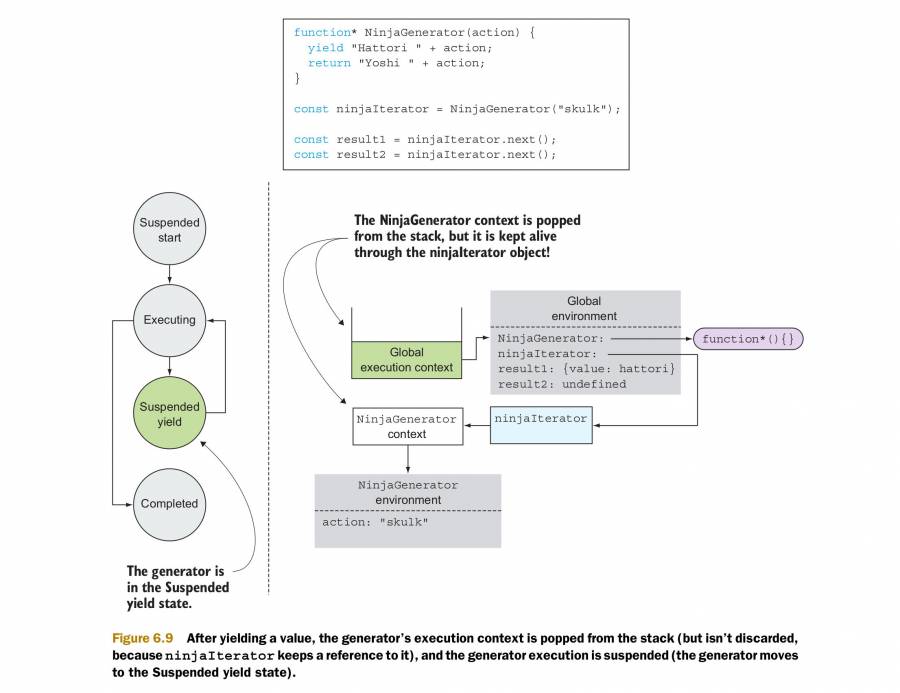 function* NinjaGenerator(action) {
yield "Hattori " + action;
return "Yoshi " + action;
}
const ninjaIterator = NinjaGenerator("skulk");
const result1 = ninjaIterator.next();
const result2 = ninjaIterator.next();
Suspended
start
Executing
Suspended
yield
Completed
The generator is
in the Suspended
yield state.
The NinjaGenerator context is popped
from the stack, but it is kept alive
through the ninjaIterator object!
Global
execution context
Global
environment
NinjaGenerator:
ninjaIterator:
result1: {value: hattori}
result2: undefined
function*(){}
NinjaGenerator
context
ninjaIterator
NinjaGenerator
environment
action: "skulk"
Figure 6.9 After yielding a value, the generator's execution context is popped from the stack (but isn't discarded,
because ninjaIterator keeps a reference to it), and the generator execution is suspended (the generator moves
to the Suspended yield state).